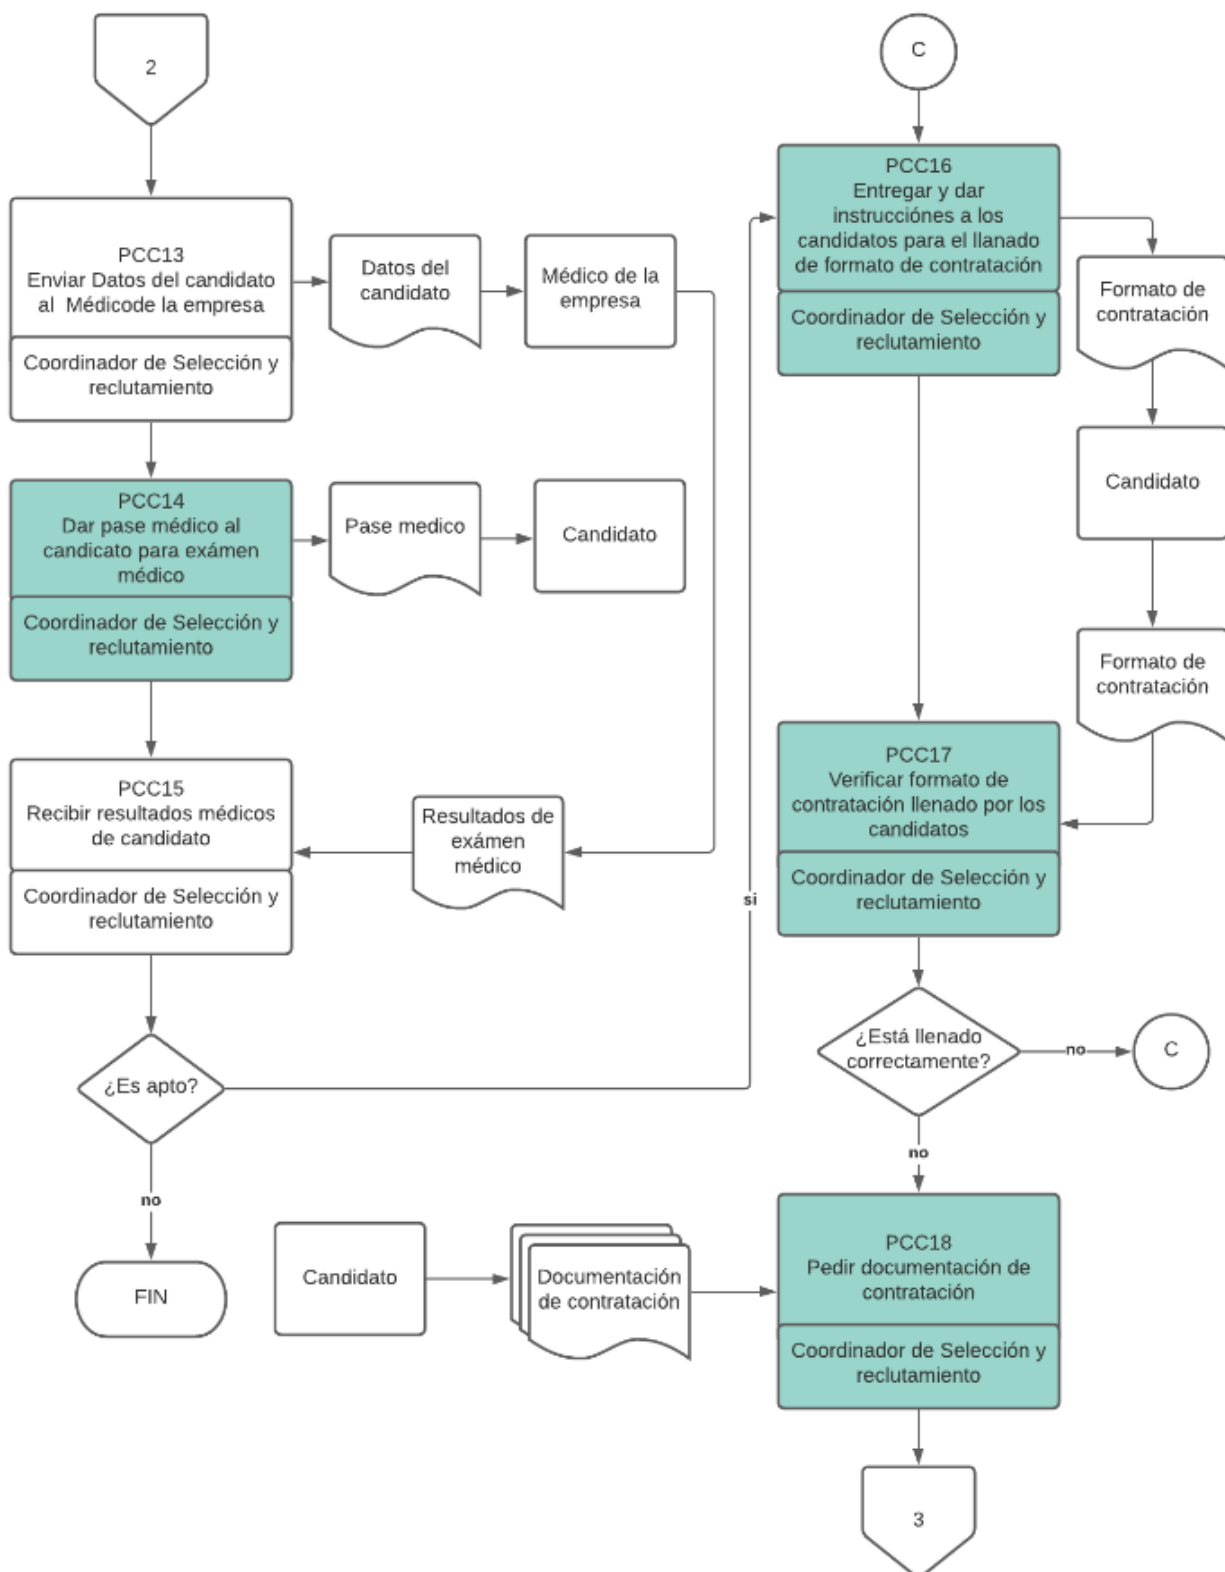 2
PCC13
Enviar Datos del candidato
al Médicode la empresa
Coordinador de Selección y
reclutamiento
Datos del
candidato
Médico de la
empresa
PCC14
Dar pase médico al
candicato para exámen
médico
Coordinador de Selección y
reclutamiento
Pase medico
Candidato
PCC15
Recibir resultados médicos
de candidato
Coordinador de Selección y
reclutamiento
Resultados de
exámen
médico
¿Es apto?
si
no
FIN
C
PCC16
Entregar y dar
instrucciónes a los
candidatos para el llanado
de formato de contratación
Coordinador de Selección y
reclutamiento
Formato de
contratación
Candidato
Formato de
contratación
PCC17
Verificar formato de
contratación llenado por los
candidatos
Coordinador de Selección y
reclutamiento
¿Está llenado
correctamente?
no
C
no
Candidato
Documentación
de contratación
PCC18
Pedir documentación de
contratación
Coordinador de Selección y
reclutamiento
3